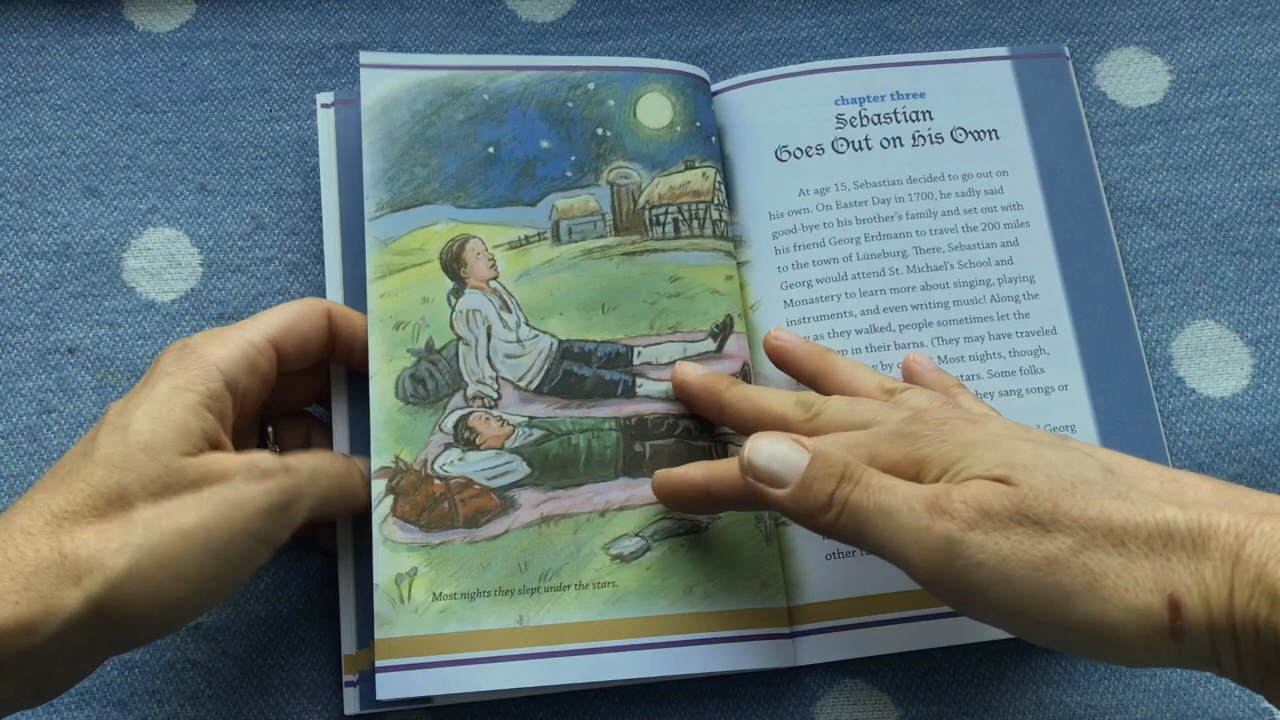 Most nights they slept under the stars.
chapter three
Sebastian
Goes Out on His Own
At age 15, Sebastian decided to go out on
his own. On Easter Day in 1700, he sadly said
good-bye to his brother's family and set out with
his friend Georg Erdmann to travel the 200 miles
to the town of Lüneburg. There, Sebastian and
Georg would attend St. Michael's School and
Monastery to learn more about singing, playing
instruments, and even writing music! Along the
as they walked, people sometimes let the
in their barns. (They may have traveled
by Most nights, though,
stars. Some folks
they sang songs or
Georg
other